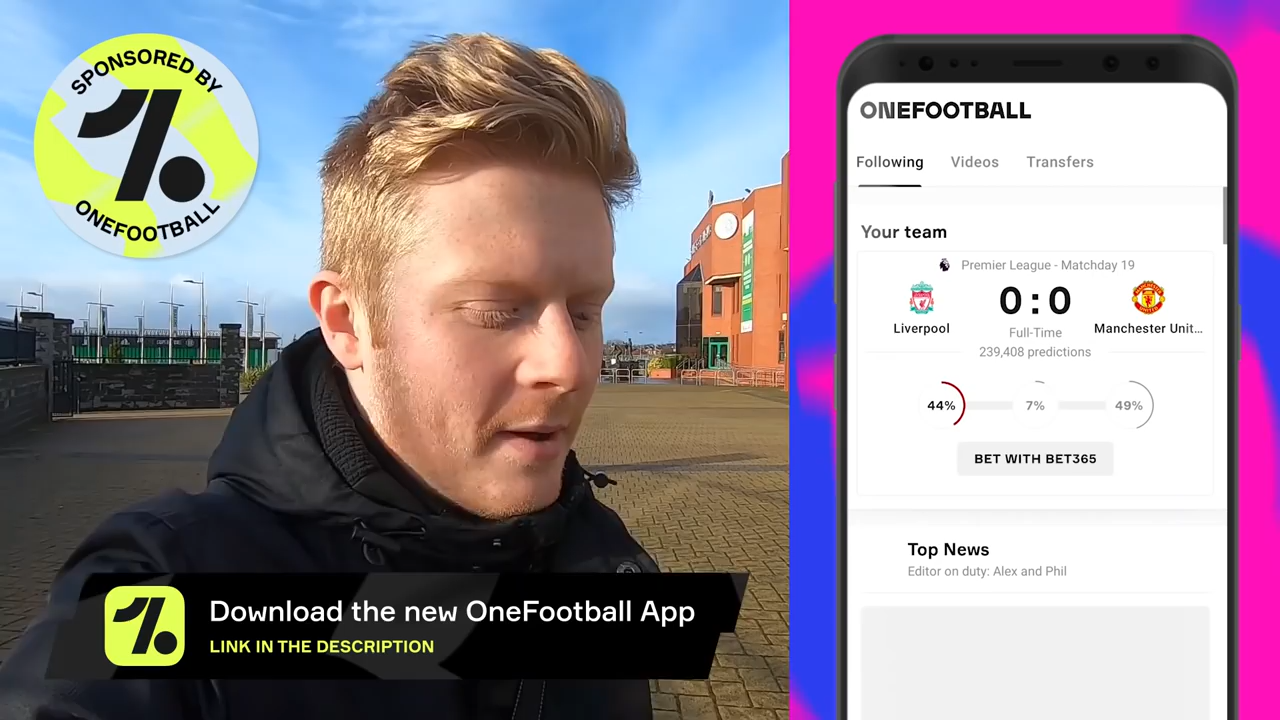 SPONSORED BY
ONEFOOTBALL
Download the new OneFootball App
LINK IN THE DESCRIPTION
ONEFOOTBALL
Following Videos Transfers
Your team
Premier League - Matchday 19
0:0
Liverpool Manchester Unit...
Full-Time
239,408 predictions
44% 7% 49%
BET WITH BET365
Top News
Editor on duty: Alex and Phil